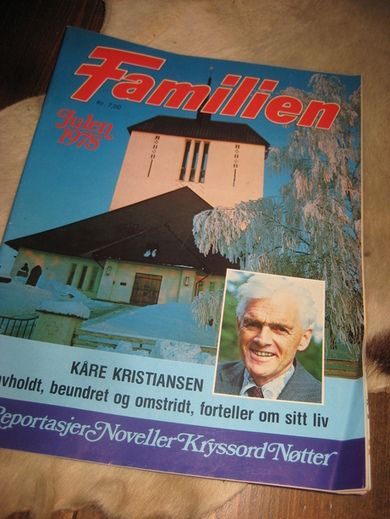 Familien
Kr. 7,00
Julen
1978
KÅRE KRISTIANSEN
beundret og omstridt, forteller om sitt liv
Reportasjer Noveller Kryssord Nøtter